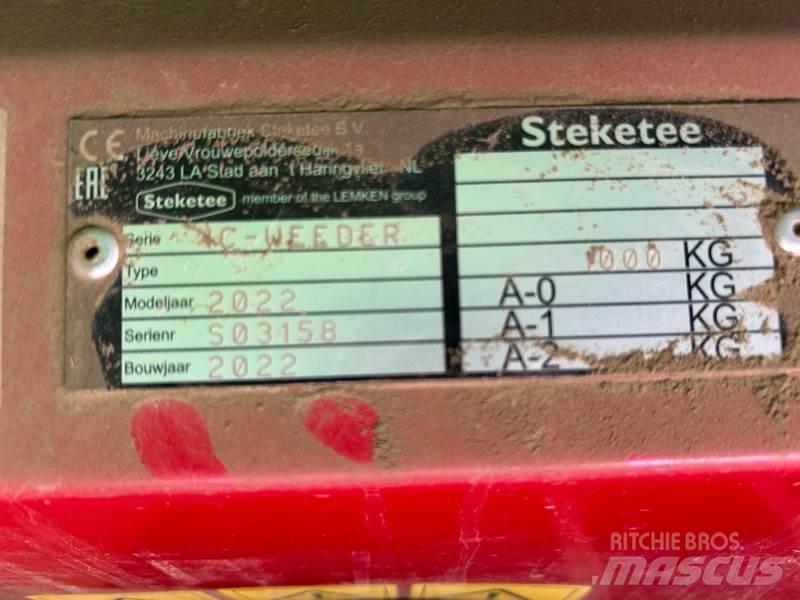 CE
EAC
Machinefabriek Steketee B.V.
Lieve Vrouwepoldersedijk 1a
3243 LA Stad aan 't Haringvliet - NL
Steketee member of the LEMKEN group
Serie IC-WEEDER
Type
Modeljaar 2022
Serienr S03158
Bouwjaar 2022
Steketee
000 KG
A-0 KG
A-1 KG
A-2 KG
RITCHIE BROS.
MASCUS